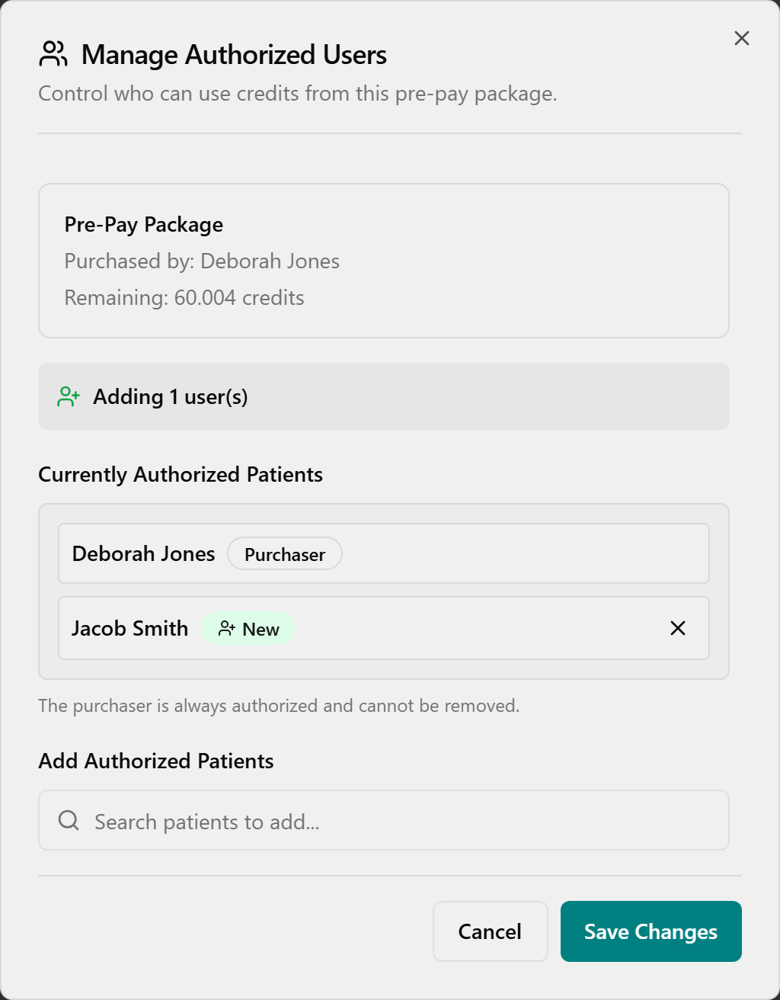 Manage Authorized Users
Control who can use credits from this pre-pay package.
Pre-Pay Package
Purchased by: Deborah Jones
Remaining: 60.004 credits
Adding 1 user(s)
Currently Authorized Patients
Deborah Jones Purchaser
Jacob Smith New
The purchaser is always authorized and cannot be removed.
Add Authorized Patients
Search patients to add...
Cancel Save Changes